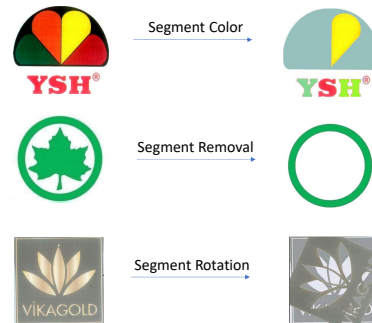 Segment Color
YSH®
YSH®
Segment Removal
Segment Rotation
VİKAGOLD